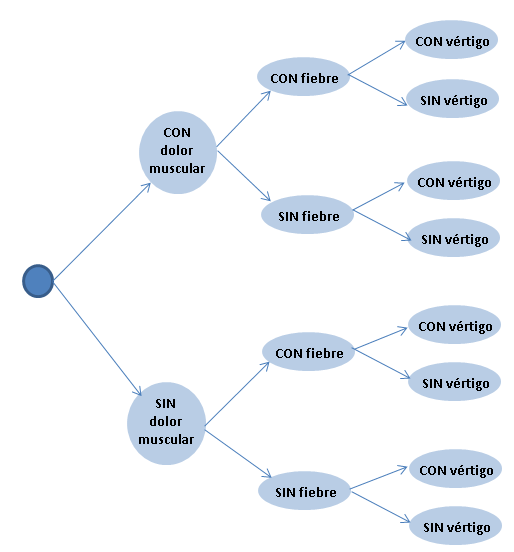 CON vértigo
CON fiebre
SIN vértigo
CON
dolor
muscular
CON vértigo
SIN fiebre
SIN vértigo
CON vértigo
CON fiebre
SIN vértigo
SIN
dolor
muscular
CON vértigo
SIN fiebre
SIN vértigo